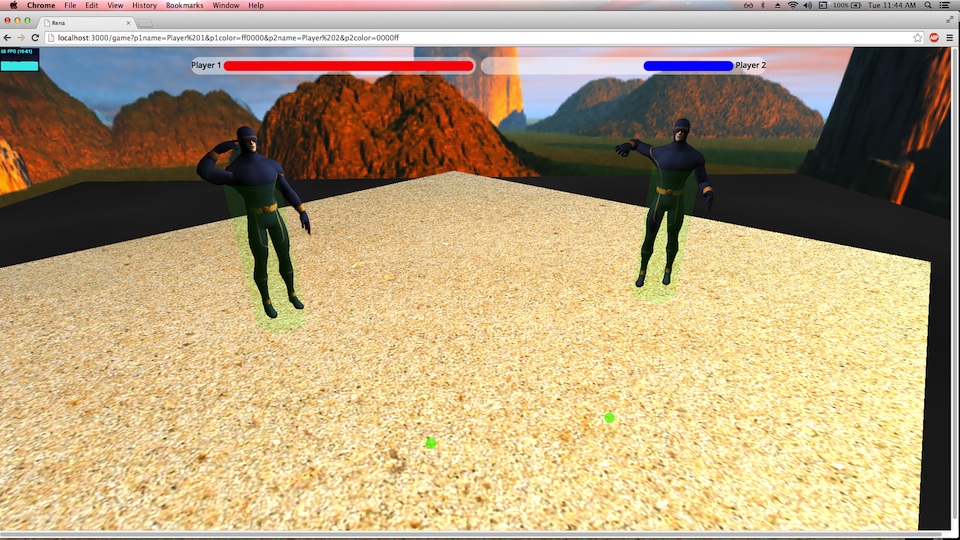 Chrome File Edit View History Bookmarks Window Help 100% Tue 11:44 AM
Rena
localhost:3000/game?p1name=Player%201&p1color=ff0000&p2name=Player%202&p2color=0000ff
ABP
Player 1 Player 2